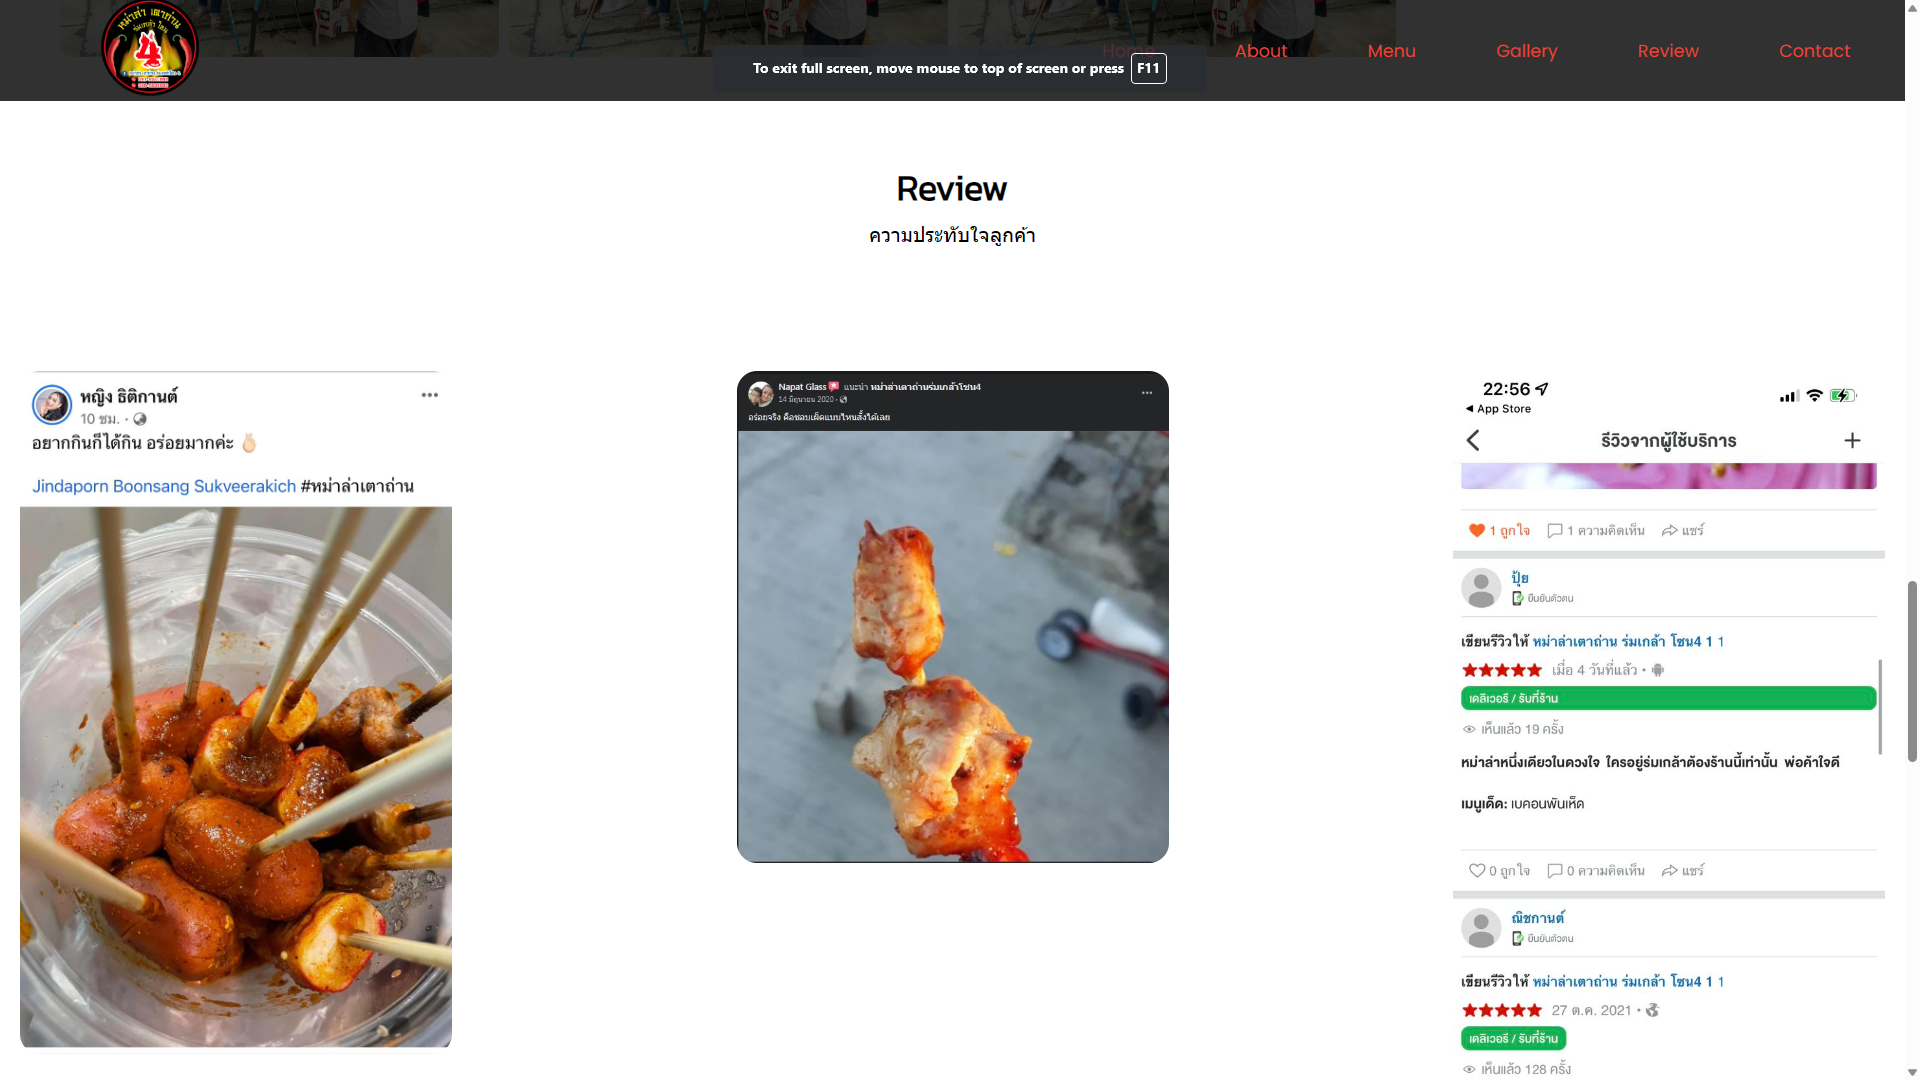 หม่าล่า เตาถ่าน
ร่มเกล้า โซน
4
Home
About
Menu
Gallery
Review
Contact
To exit full screen, move mouse to top of screen or press F11
Review
ความประทับใจลูกค้า
หญิง ธิติกานต์
10 ชม. ·
อยากกินก็ได้กิน อร่อยมากค่ะ 🤞🏻
Jindaporn Boonsang Sukveerakich #หม่าล่าเตาถ่าน
Napat Glass แนะนำ หม่าล่าเตาถ่านร่มเกล้าโซน4
14 มิถุนายน 2020 ·
อร่อยจริง คือชอบเผ็ดแบบไหนสั่งได้เลย
22:56
◄ App Store
รีวิวจากผู้ใช้บริการ
1 ถูกใจ 1 ความคิดเห็น แชร์
ปุ้ย
ยืนยันตัวตน
เขียนรีวิวให้ หม่าล่าเตาถ่าน ร่มเกล้า โซน4 1 1
★★★★★ เมื่อ 4 วันที่แล้ว •
เดลิเวอรี / รับที่ร้าน
เห็นแล้ว 19 ครั้ง
หม่าล่าหนึ่งเดียวในดวงใจ ใครอยู่ร่มเกล้าต้องร้านนี้เท่านั้น พ่อค้าใจดี
เมนูเด็ด: เบคอนพันเห็ด
0 ถูกใจ 0 ความคิดเห็น แชร์
ณิชกานต์
ยืนยันตัวตน
เขียนรีวิวให้ หม่าล่าเตาถ่าน ร่มเกล้า โซน4 1 1
★★★★★ 27 ต.ค. 2021 •
เดลิเวอรี / รับที่ร้าน
เห็นแล้ว 128 ครั้ง